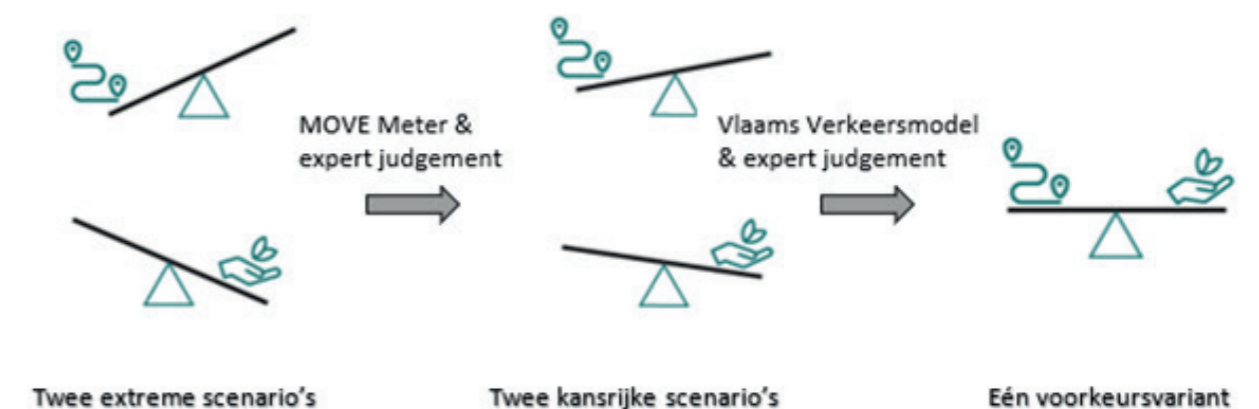 MOVE Meter &
expert judgement
Vlaams Verkeersmodel
& expert judgement
Twee extreme scenario's
Twee kansrijke scenario's
Eén voorkeursvariant